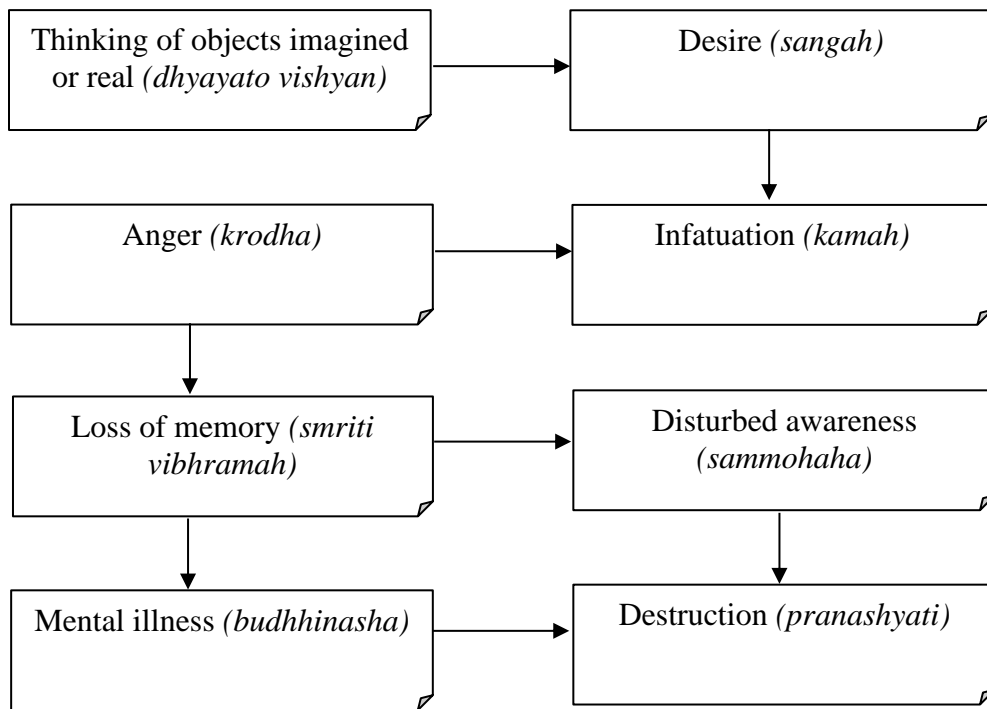 Thinking of objects imagined
or real (dhyayato vishyan)
Desire (sangah)
Anger (krodha)
Infatuation (kamah)
Loss of memory (smriti
vibhramah)
Disturbed awareness
(sammohaha)
Mental illness (budhhinasha)
Destruction (pranashyati)